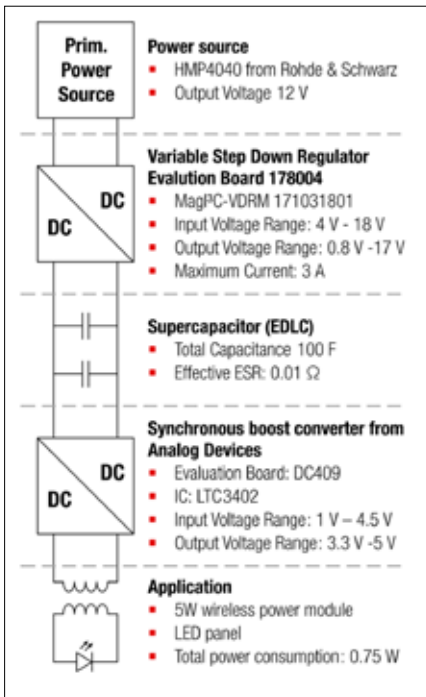 Prim.
Power
Source
Power source
▪ HMP4040 from Rohde & Schwarz
▪ Output Voltage 12 V
DC
DC
Variable Step Down Regulator
Evalution Board 178004
▪ MagI³C-VDRM 171031801
▪ Input Voltage Range: 4 V - 18 V
▪ Output Voltage Range: 0.8 V -17 V
▪ Maximum Current: 3 A
Supercapacitor (EDLC)
▪ Total Capacitance 100 F
▪ Effective ESR: 0.01 Ω
DC
DC
Synchronous boost converter from
Analog Devices
▪ Evaluation Board: DC409
▪ IC: LTC3402
▪ Input Voltage Range: 1 V – 4.5 V
▪ Output Voltage Range: 3.3 V -5 V
Application
▪ 5W wireless power module
▪ LED panel
▪ Total power consumption: 0.75 W